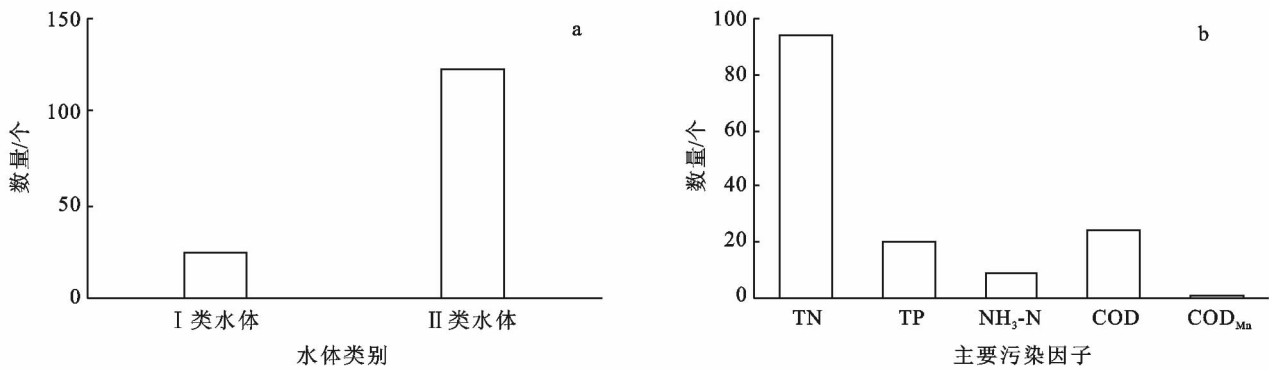 150
100
50
0
数量/个
a
Ⅰ类水体
Ⅱ类水体
水体类别
100
80
60
40
20
0
数量/个
b
TN
TP
NH₃-N
COD
COD_Mn
主要污染因子